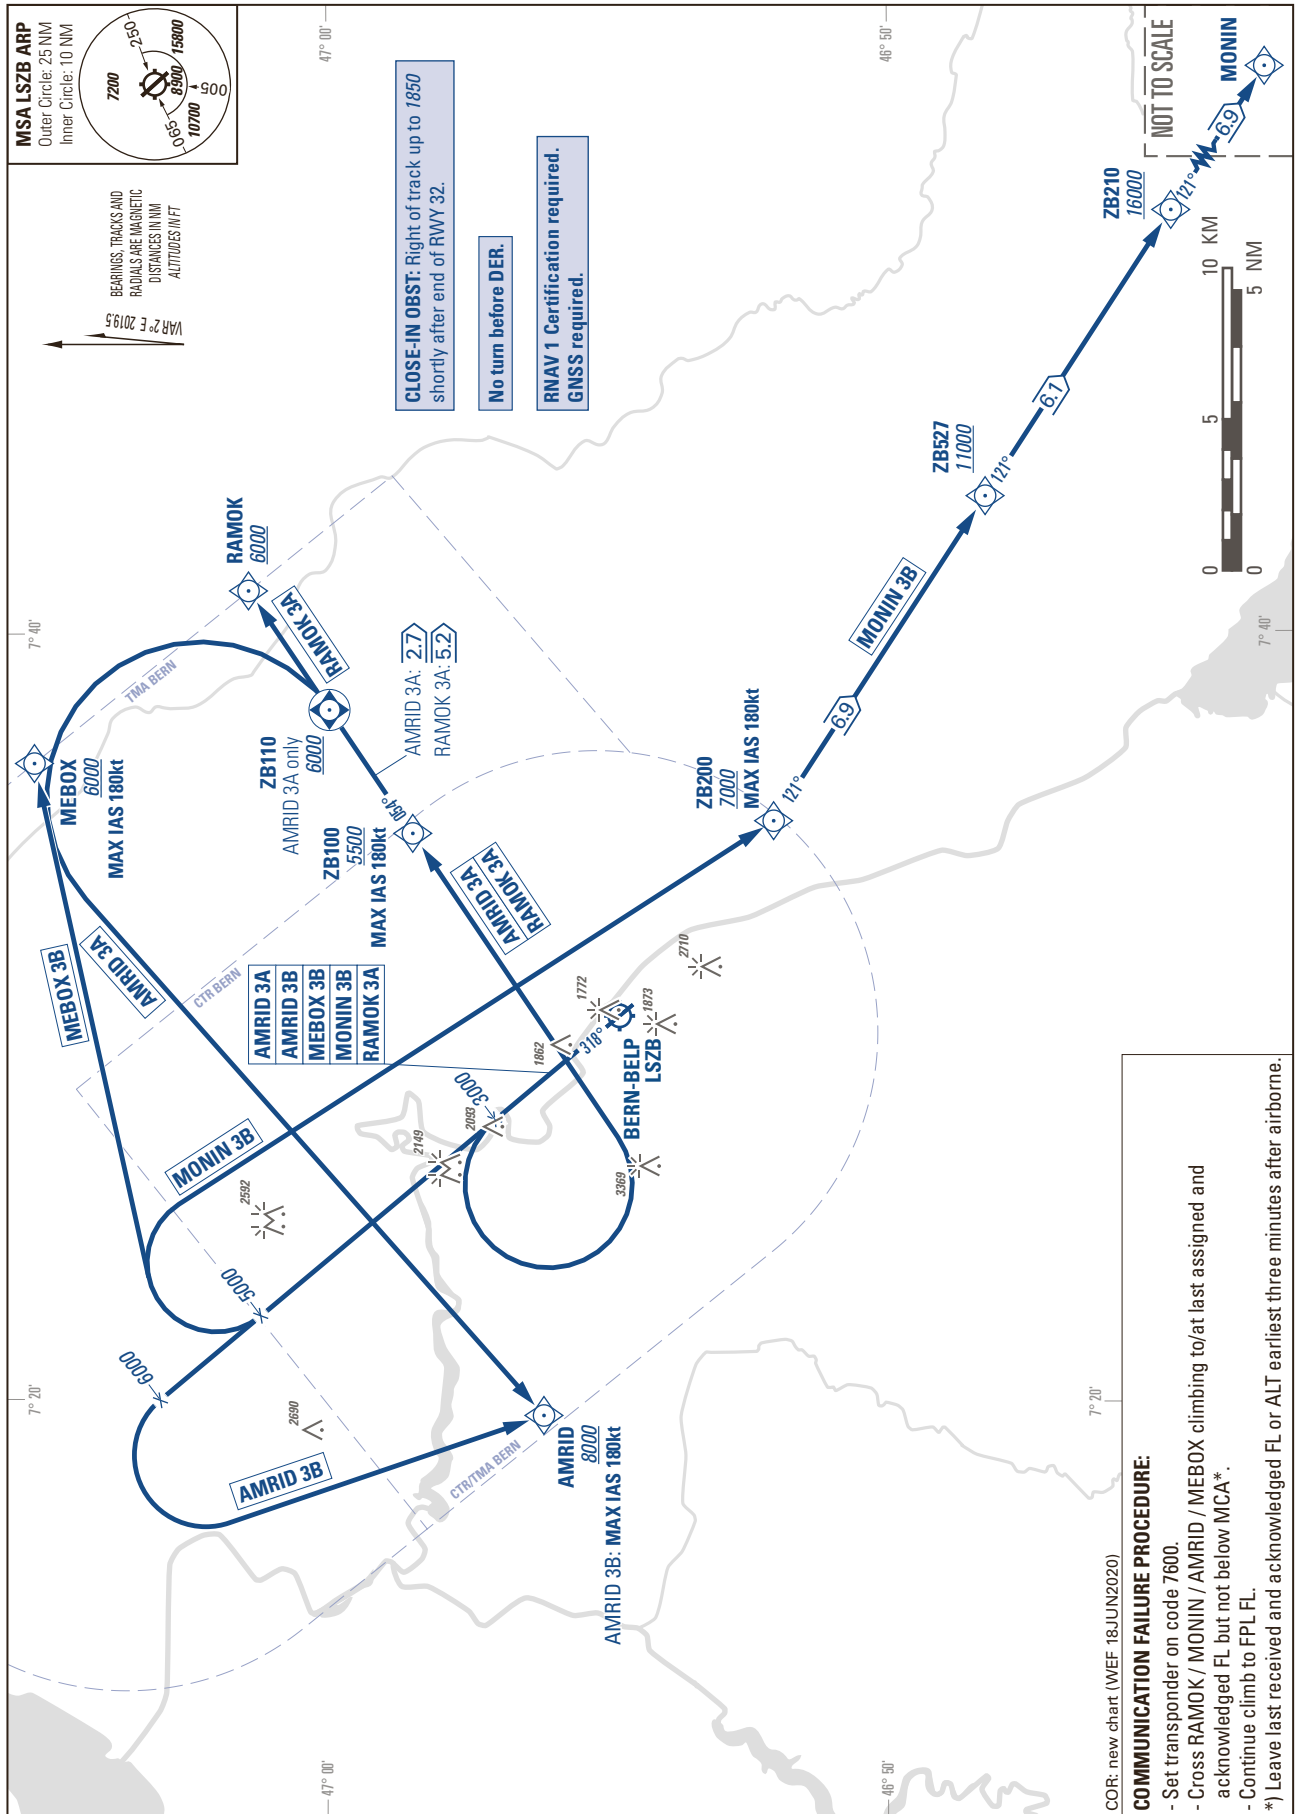 MSA LSZB ARP
Outer Circle: 25 NM
Inner Circle: 10 NM
7200
250
15800
8900
005
065
10700
BEARINGS, TRACKS AND
RADIALS ARE MAGNETIC
DISTANCES IN NM
ALTITUDES IN FT
VAR 2° E 2019.5
47° 00'
46° 50'
CLOSE-IN OBST: Right of track up to 1850
shortly after end of RWY 32.
No turn before DER.
RNAV 1 Certification required.
GNSS required.
NOT TO SCALE
MONIN
6.9
121°
ZB210
16000
10 KM
5 NM
5
0
0
6.1
121°
ZB527
11000
MONIN 3B
6.9
121°
ZB200
7000
MAX IAS 180kt
RAMOK
6000
RAMOK 3A
7° 40'
7° 40'
TMA BERN
AMRID 3A: 2.7
RAMOK 3A: 5.2
MEBOX
6000
MAX IAS 180kt
ZB110
AMRID 3A only
6000
054°
ZB100
5500
MAX IAS 180kt
AMRID 3A
RAMOK 3A
MEBOX 3B
AMRID 3A
CTR BERN
AMRID 3A
AMRID 3B
MEBOX 3B
MONIN 3B
RAMOK 3A
2710
1772
1873
1862
318°
BERN-BELP
LSZB
3000
2093
2149
3369
MONIN 3B
2592
5000
6000
2690
AMRID 3B
7° 20'
7° 20'
AMRID
8000
AMRID 3B: MAX IAS 180kt
CTR/TMA BERN
47° 00'
46° 50'
COR: new chart (WEF 18JUN2020)
COMMUNICATION FAILURE PROCEDURE:
- Set transponder on code 7600.
- Cross RAMOK / MONIN / AMRID / MEBOX climbing to/at last assigned and
acknowledged FL but not below MCA*.
- Continue climb to FPL FL.
*) Leave last received and acknowledged FL or ALT earliest three minutes after airborne.